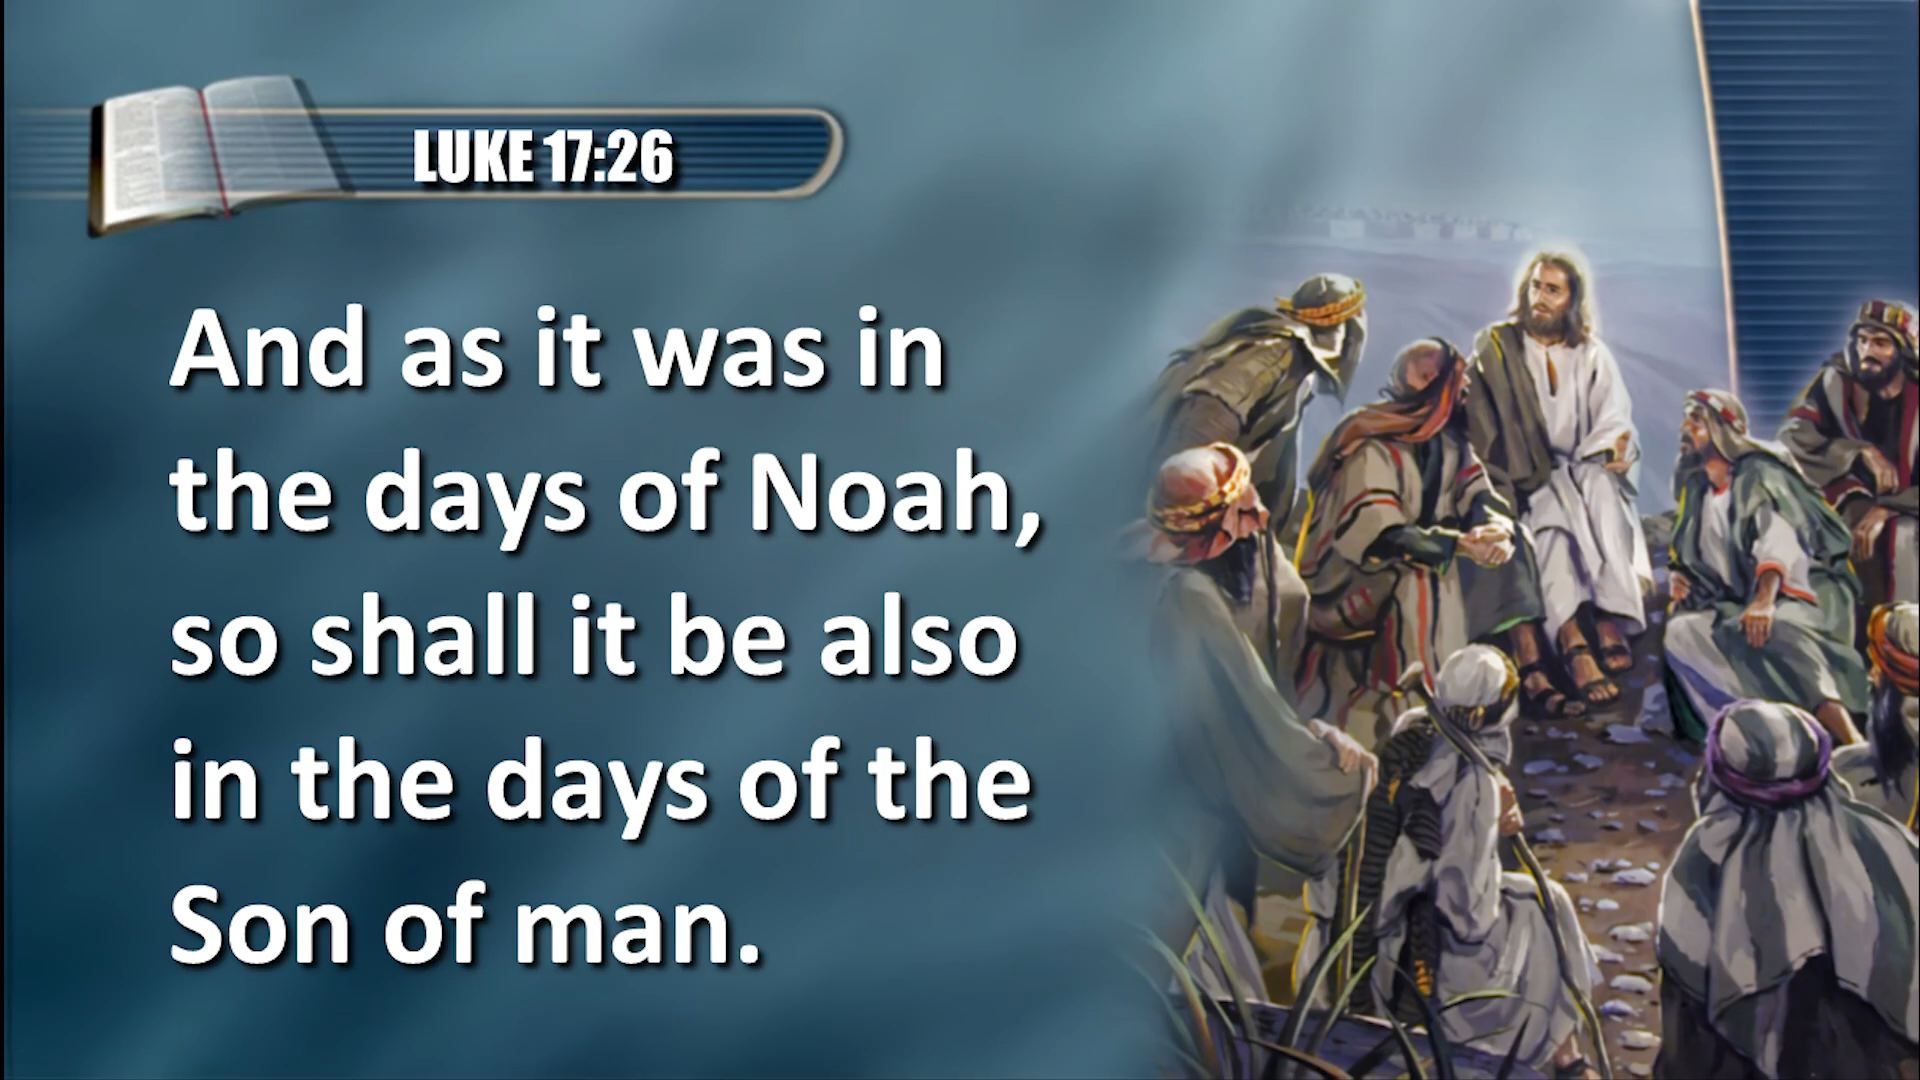 LUKE 17:26
And as it was in
the days of Noah,
so shall it be also
in the days of the
Son of man.